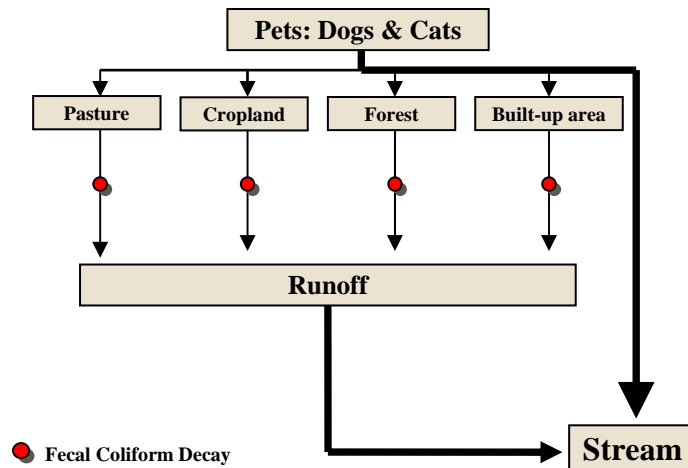 Pets: Dogs & Cats
Pasture
Cropland
Forest
Built-up area
Runoff
Stream
Fecal Coliform Decay